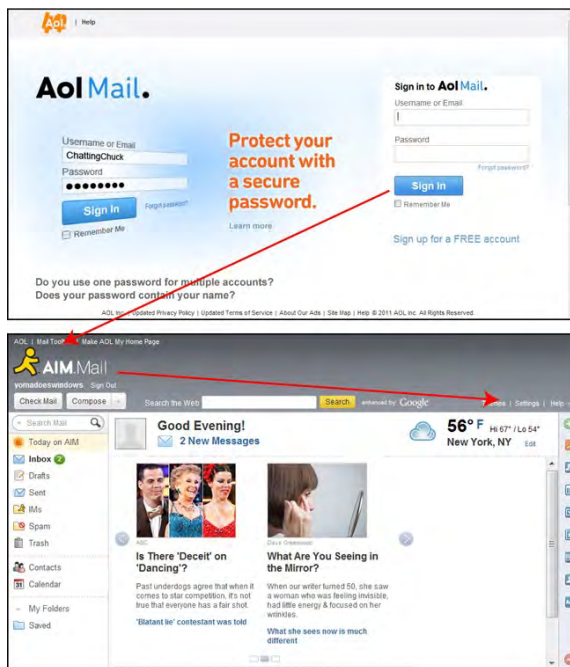 Aol. | Help
Aol Mail.
Username or Email
ChattingChuck
Password
Sign In
Forgot password?
Remember Me
Protect your
account with
a secure
password.
Learn more
Sign in to Aol Mail.
Username or Email
Password
Forgot password?
Sign In
Remember Me
Sign up for a FREE account
Do you use one password for multiple accounts?
Does your password contain your name?
AOL Inc. | Updated Privacy Policy | Updated Terms of Service | About Our Ads | Site Map | Help © 2011 AOL Inc. All Rights Reserved.
AOL | Mail Make AOL My Home Page
AIM.Mail
yomadoeswindows Sign Out
Check Mail Compose Search the Web Search enhanced by Google | Settings | Help
Search Mail
Today on AIM
Inbox 2
Drafts
Sent
IMs
Spam
Trash
Contacts
Calendar
My Folders
Saved
Good Evening!
2 New Messages
56° F Hi 67° / Lo 54°
New York, NY Edit
ABC
Is There 'Deceit' on
'Dancing'?
Past underdogs agree that when it
comes to star competition, it's not
true that everyone has a fair shot.
'Blatant lie' contestant was told
What Are You Seeing in
the Mirror?
When our writer turned 50, she saw
a woman who was feeling invisible,
had little energy & focused on her
wrinkles.
What she sees now is much
different